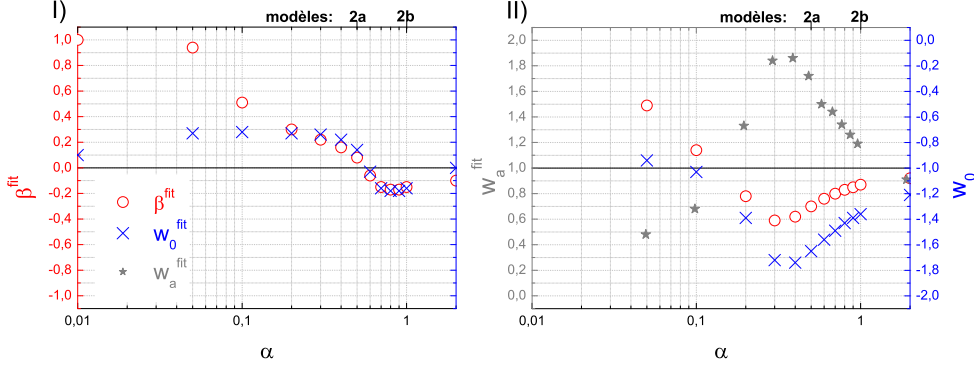 I) modèles: 2a 2b
1,0
0,8
0,6
0,4
0,2
0,0
-0,2
-0,4
-0,6
-0,8
-1,0
β^fit
β^fit
w_0^fit
w_a^fit
0,01 0,1 1
α
II) modèles: 2a 2b
2,0
1,8
1,6
1,4
1,2
1,0
0,8
0,6
0,4
0,2
0,0
w_a^fit
0,0
-0,2
-0,4
-0,6
-0,8
-1,0
-1,2
-1,4
-1,6
-1,8
-2,0
w_0
0,01 0,1 1
α